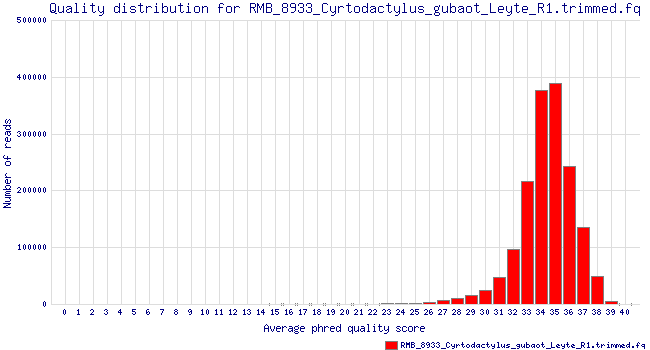 Quality distribution for RMB_8933_Cyrtodactylus_gubaot_Leyte_R1.trimmed.fq
500000
400000
300000
200000
100000
0
Number of reads
0 1 2 3 4 5 6 7 8 9 10 11 12 13 14 15 16 17 18 19 20 21 22 23 24 25 26 27 28 29 30 31 32 33 34 35 36 37 38 39 40
Average phred quality score
RMB_8933_Cyrtodactylus_gubaot_Leyte_R1.trimmed.fq